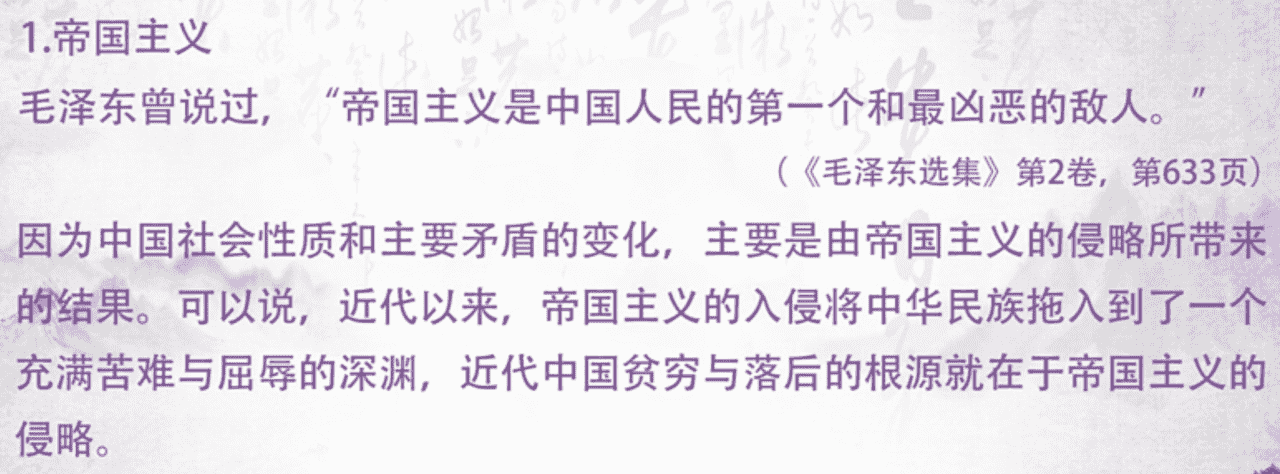 1.帝国主义
毛泽东曾说过，“帝国主义是中国人民的第一个和最凶恶的敌人。”
（《毛泽东选集》第2卷，第633页）
因为中国社会性质和主要矛盾的变化，主要是由帝国主义的侵略所带来
的结果。可以说，近代以来，帝国主义的入侵将中华民族拖入到了一个
充满苦难与屈辱的深渊，近代中国贫穷与落后的根源就在于帝国主义的
侵略。